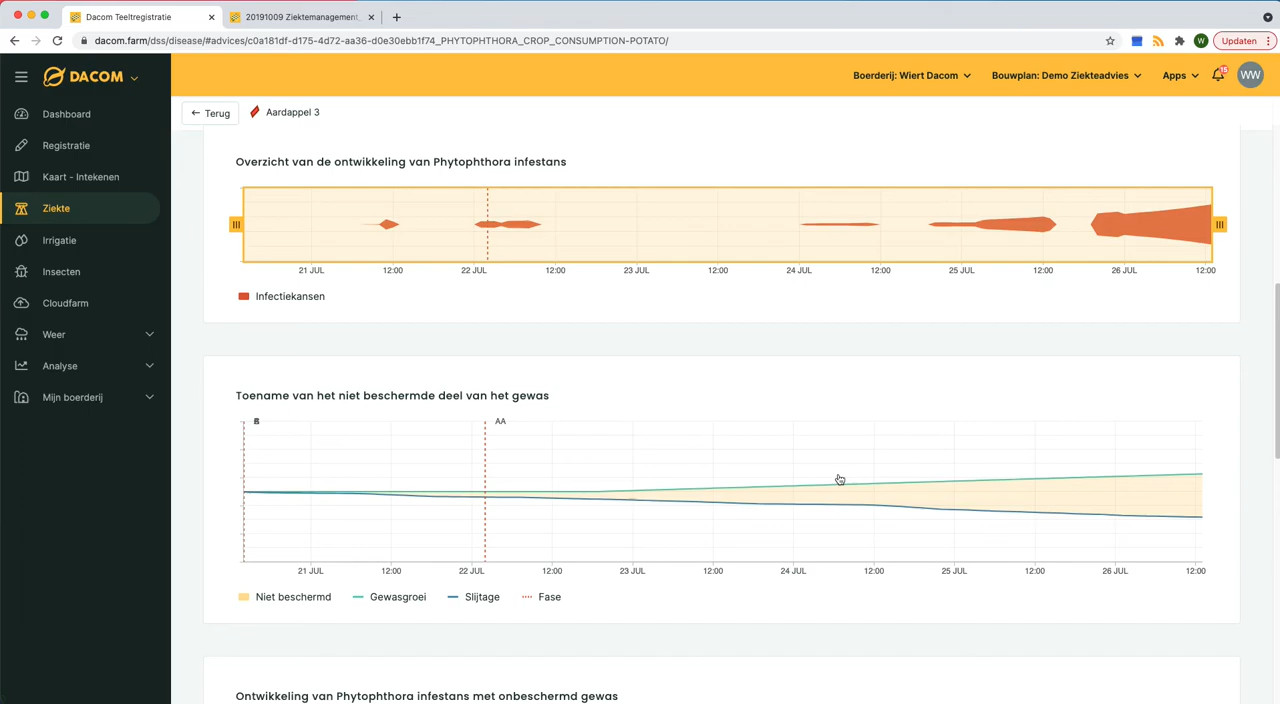 Dacom Teeltregistratie
20191009 Ziektemanagement_
dacom.farm/dss/disease/#advices/c0a181df-d175-4d72-aa36-d0e30ebb1f74_PHYTOPHTHORA_CROP_CONSUMPTION-POTATO/
W
Updaten
DACOM
Boerderij: Wiert Dacom
Bouwplan: Demo Ziekteadvies
Apps
15
WW
Terug
Aardappel 3
Dashboard
Registratie
Kaart - Intekenen
Ziekte
Irrigatie
Insecten
Cloudfarm
Weer
Analyse
Mijn boerderij
Overzicht van de ontwikkeling van Phytophthora infestans
21 JUL 12:00 22 JUL 12:00 23 JUL 12:00 24 JUL 12:00 25 JUL 12:00 26 JUL 12:00
Infectiekansen
Toename van het niet beschermde deel van het gewas
AA
21 JUL 12:00 22 JUL 12:00 23 JUL 12:00 24 JUL 12:00 25 JUL 12:00 26 JUL 12:00
Niet beschermd Gewasgroei Slijtage Fase
Ontwikkeling van Phytophthora infestans met onbeschermd gewas